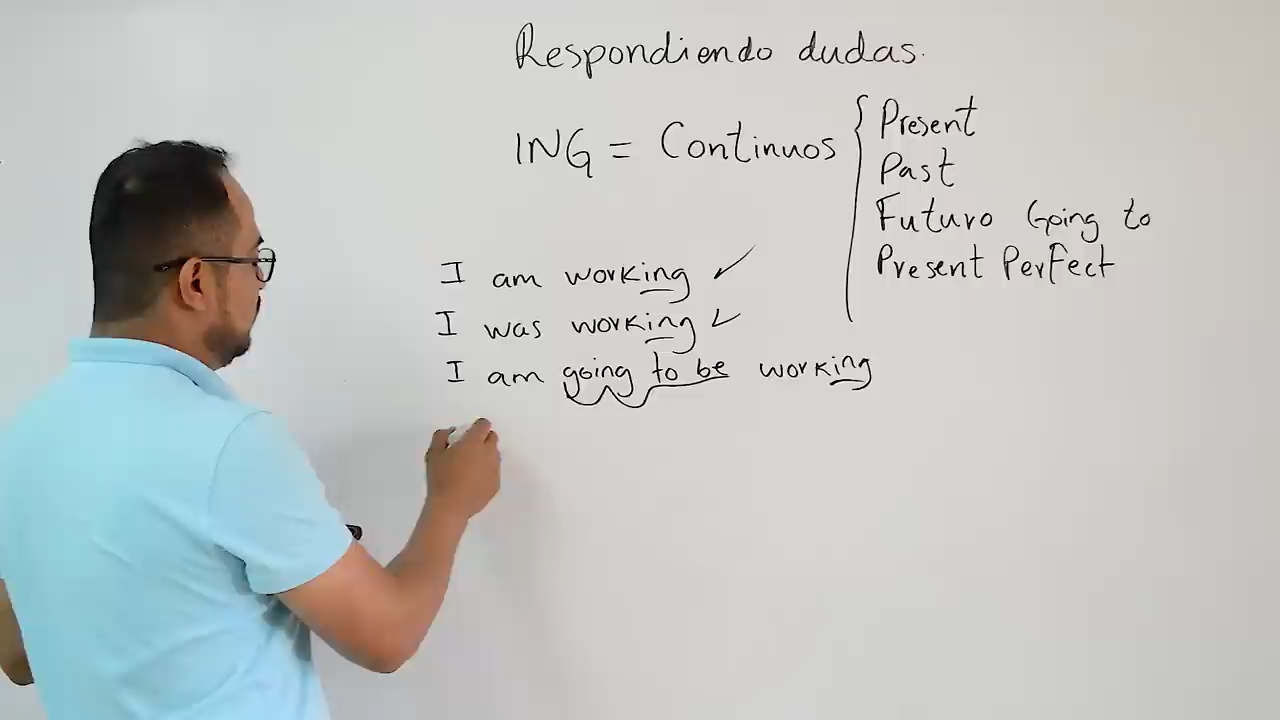 Respondiendo dudas.
ING = Continuos { Present
Past
Futuro Going to
Present Perfect
I am working ✓
I was working ✓
I am going to be working